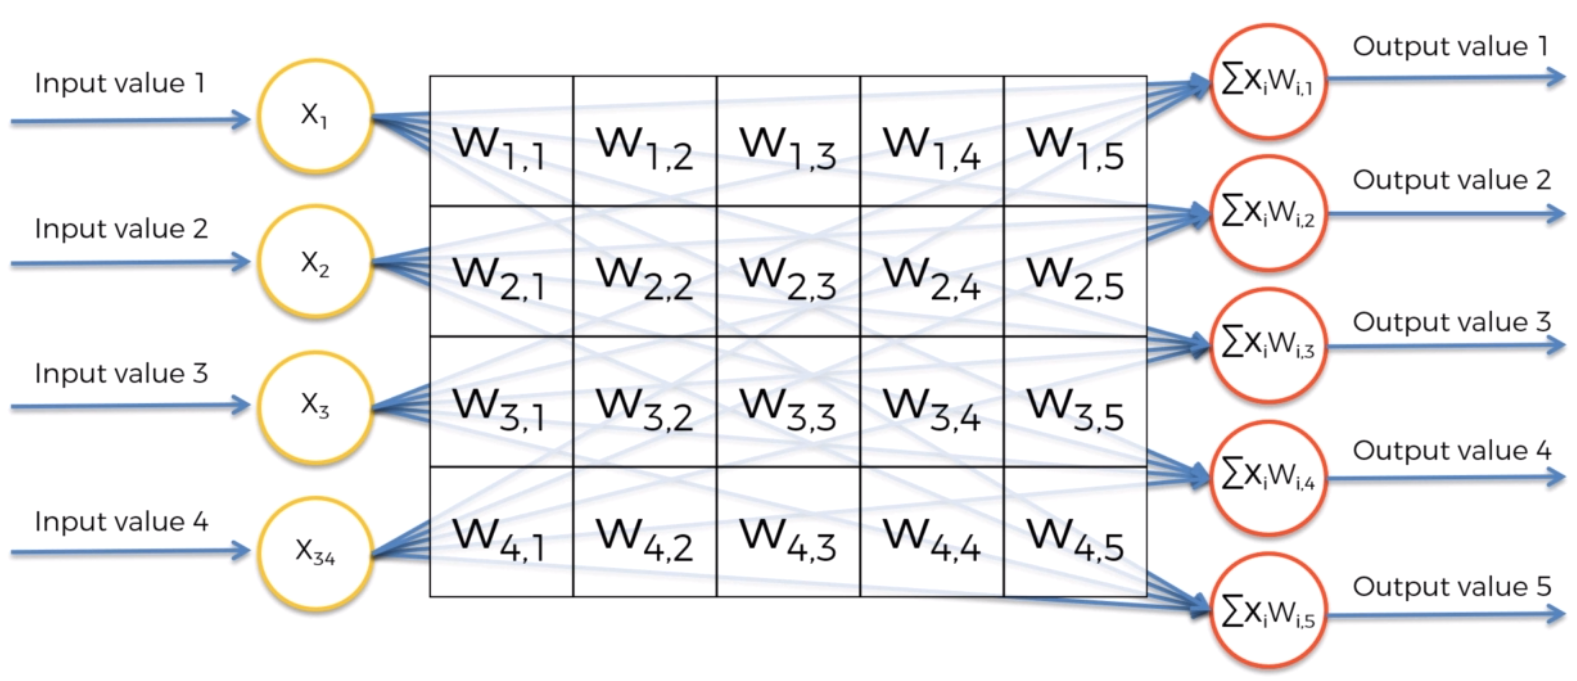 Input value 1
Input value 2
Input value 3
Input value 4
X1
X2
X3
X34
W1,1 W1,2 W1,3 W1,4 W1,5
W2,1 W2,2 W2,3 W2,4 W2,5
W3,1 W3,2 W3,3 W3,4 W3,5
W4,1 W4,2 W4,3 W4,4 W4,5
∑XiWi,1
∑XiWi,2
∑XiWi,3
∑XiWi,4
∑XiWi,5
Output value 1
Output value 2
Output value 3
Output value 4
Output value 5